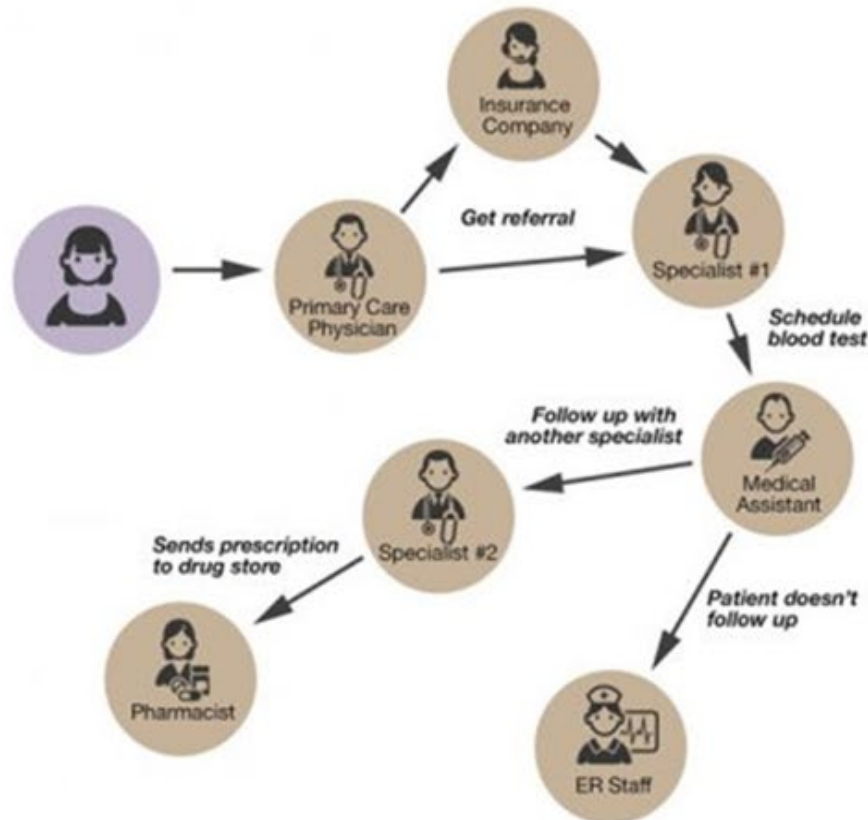 Insurance
Company
Get referral
Specialist #1
Primary Care
Physician
Schedule
blood test
Follow up with
another specialist
Medical
Assistant
Specialist #2
Sends prescription
to drug store
Patient doesn't
follow up
Pharmacist
ER Staff